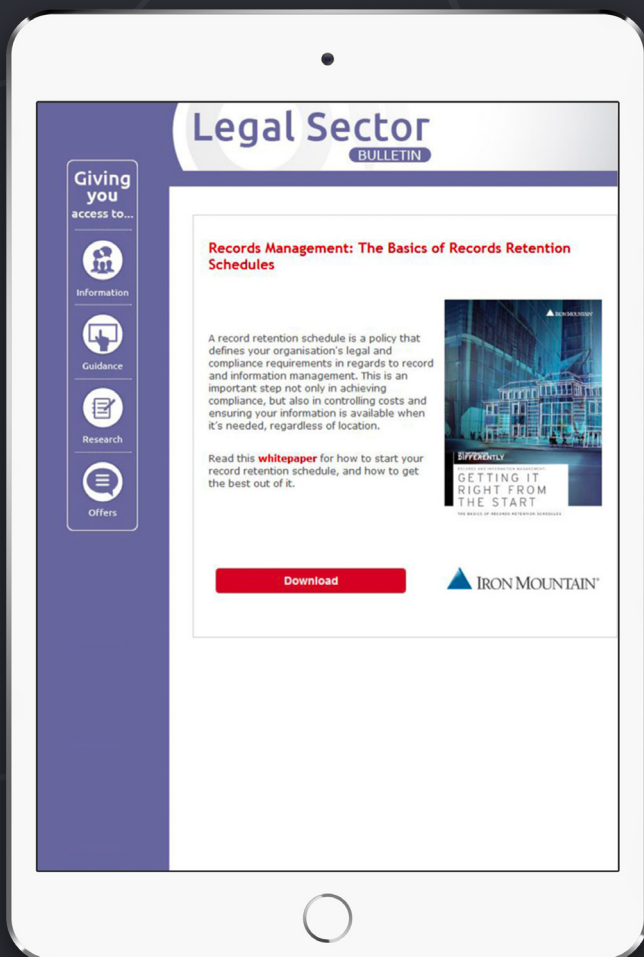 Legal Sector
BULLETIN
Giving
you
access to...
Information
Guidance
Research
Offers
Records Management: The Basics of Records Retention
Schedules
A record retention schedule is a policy that
defines your organisation's legal and
compliance requirements in regards to record
and information management. This is an
important step not only in achieving
compliance, but also in controlling costs and
ensuring your information is available when
it's needed, regardless of location.
Read this whitepaper for how to start your
record retention schedule, and how to get
the best out of it.
IRON MOUNTAIN
DIFFERENTLY
RECORDS AND INFORMATION MANAGEMENT:
GETTING IT
RIGHT FROM
THE START
THE BASICS OF RECORDS RETENTION SCHEDULES
Download
IRON MOUNTAIN®